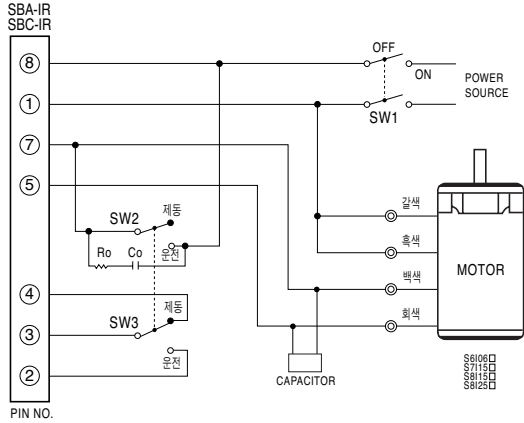 SBA-IR
SBC-IR
8
OFF
ON
POWER
SOURCE
1
SW1
7
5
제동
SW2
운전
Ro
Co
갈색
흑색
백색
회색
MOTOR
4
제동
SW3
3
운전
2
CAPACITOR
S6I06□
S7I15□
S8I15□
S8I25□
PIN NO.